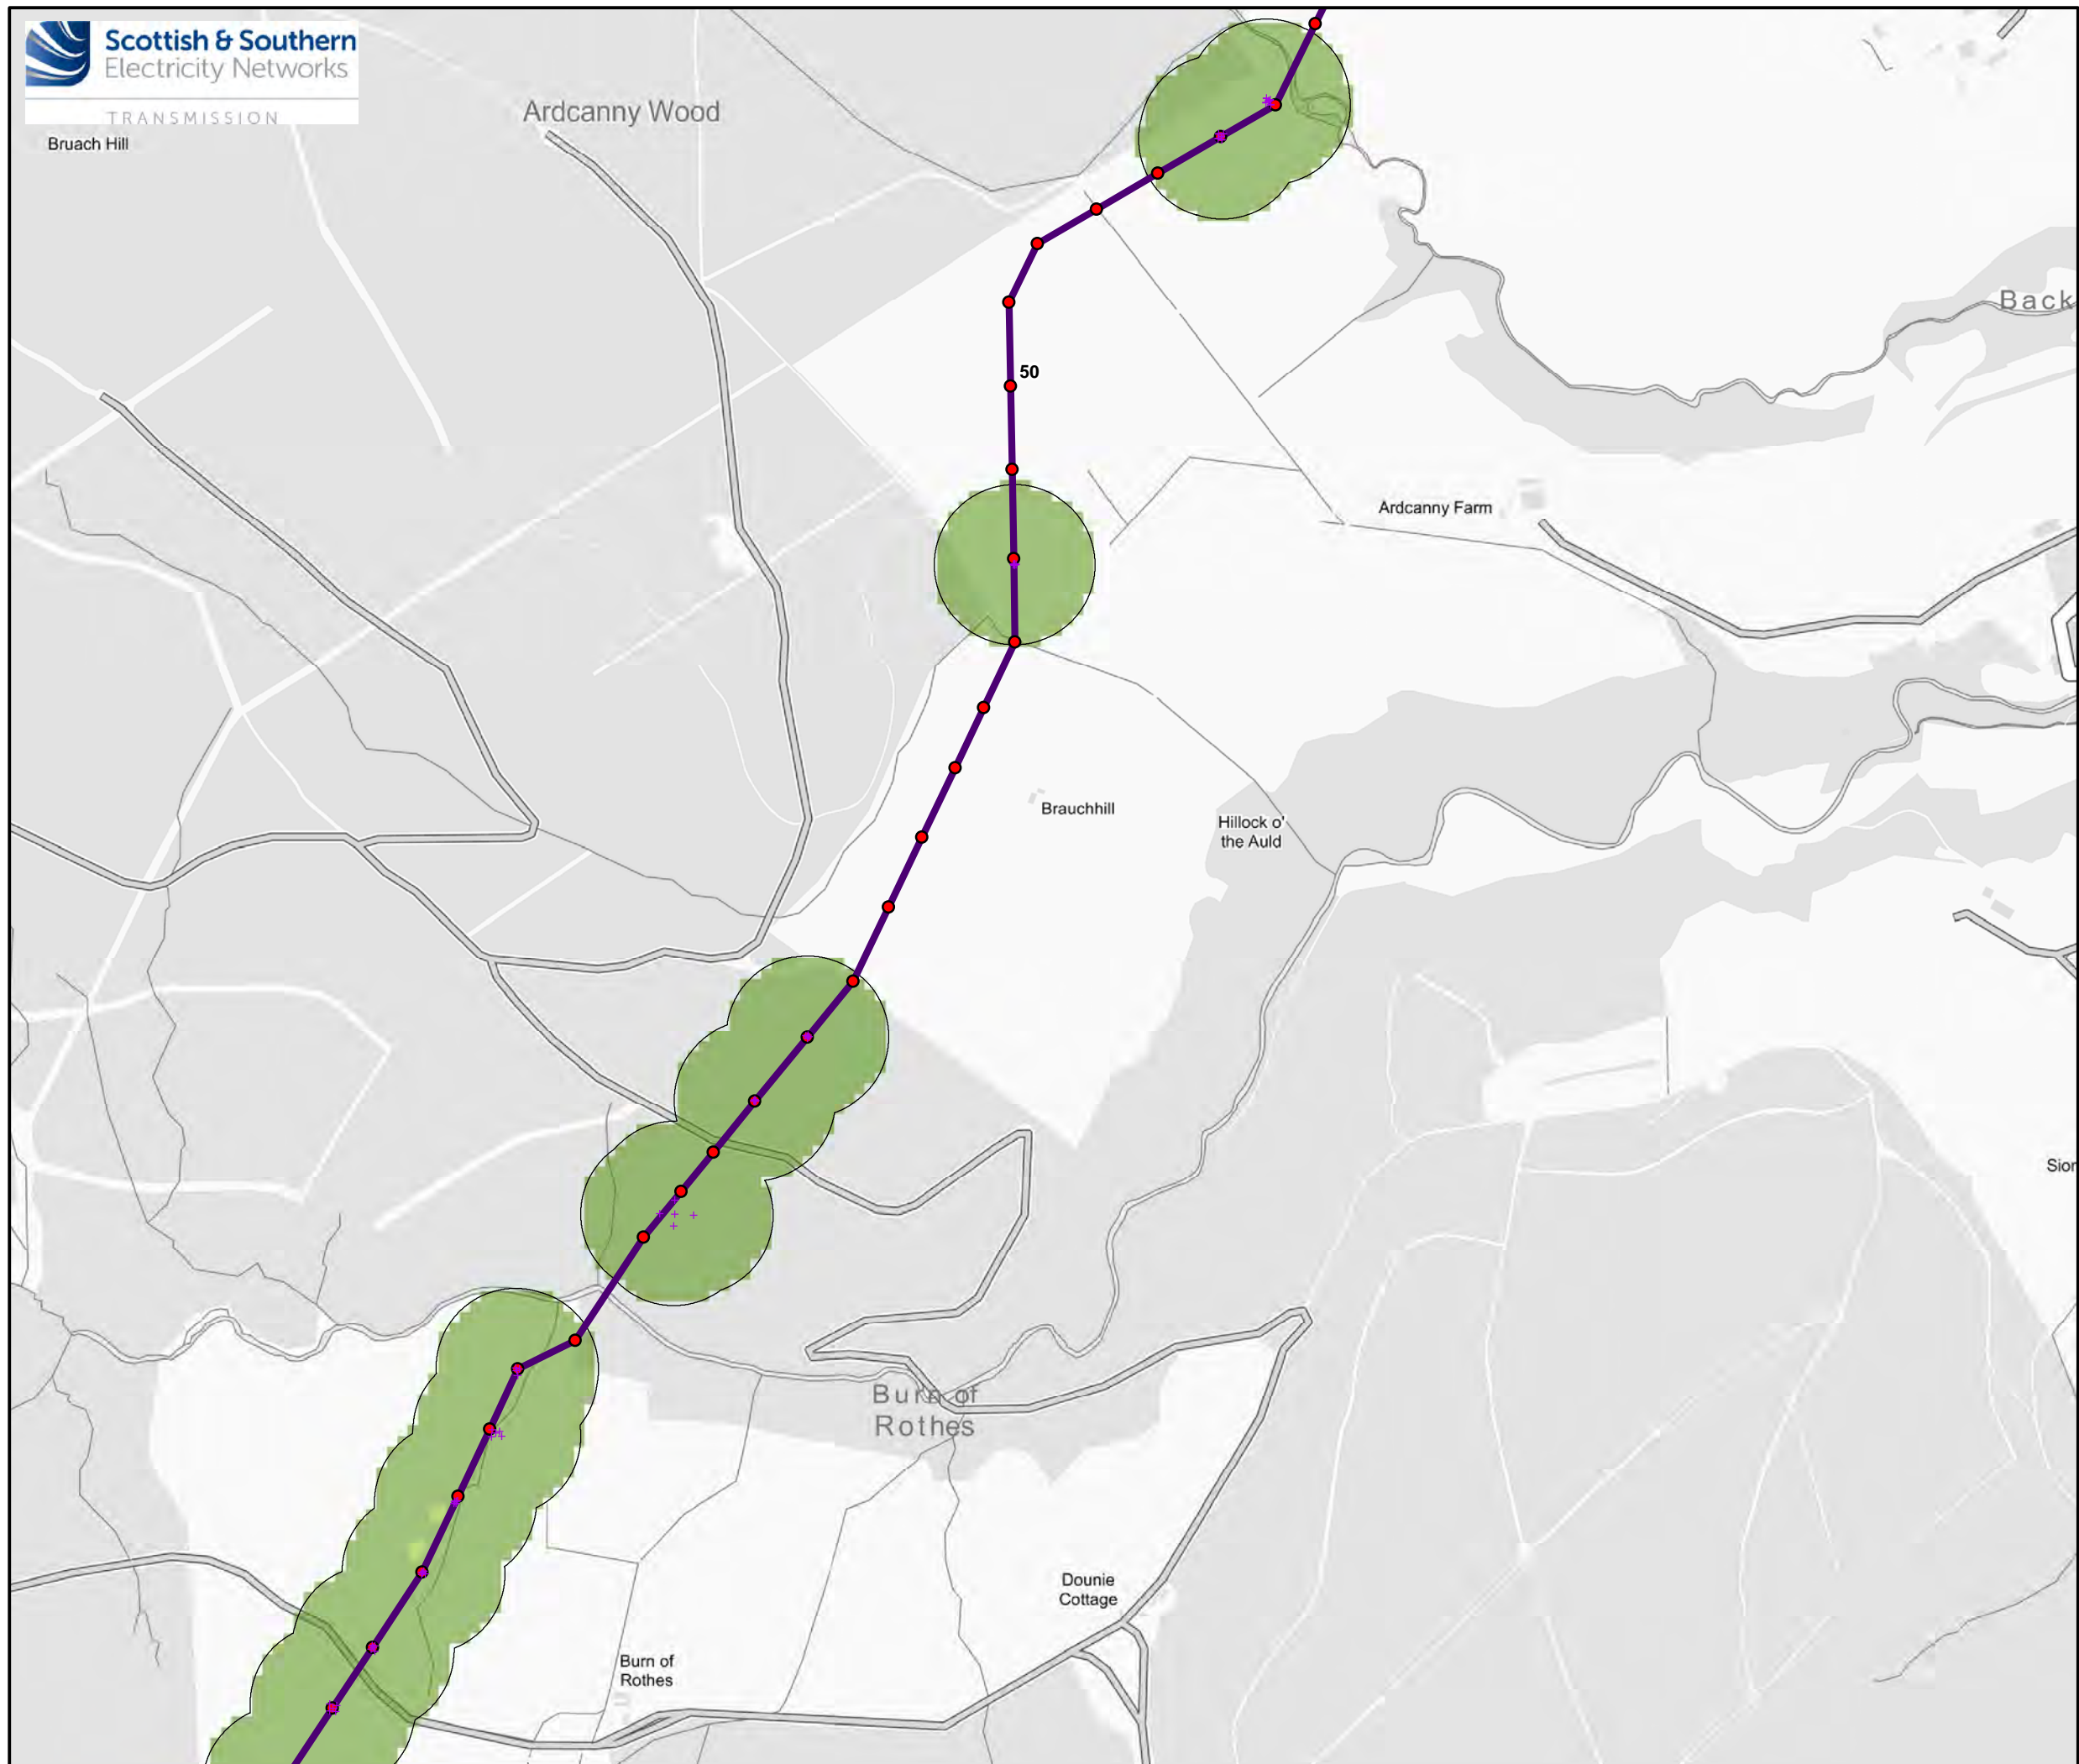 Scottish & Southern
Electricity Networks
TRANSMISSION
Bruach Hill
Ardcanny Wood
Back
50
Ardcanny Farm
Brauchhill
Hillock o'
the Auld
Sior
Burn of
Rothes
Dounie
Cottage
Burn of
Rothes